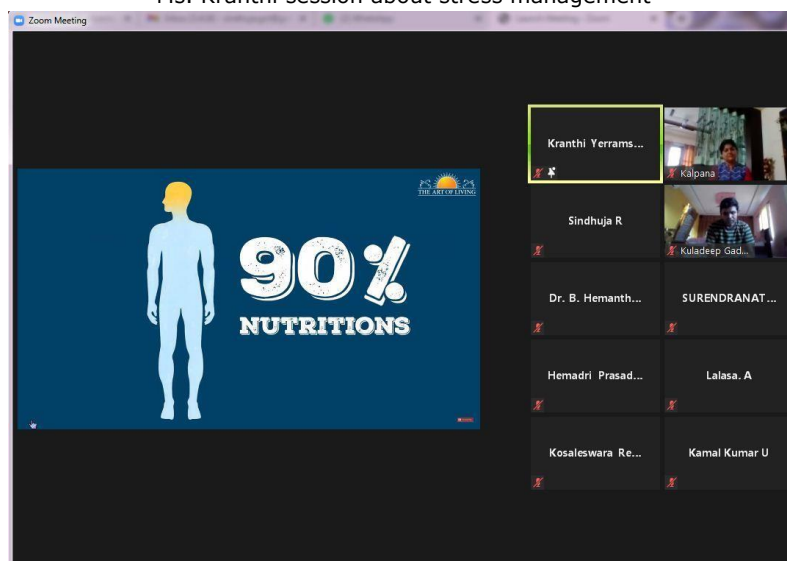 Ms. Kranthi session about stress management
Zoom Meeting
THE ART OF LIVING
90%
NUTRITIONS
Kranthi Yerrams...
Kalpana
Sindhuja R
Kuladeep Gad...
Dr. B. Hemanth...
SURENDRANAT...
Hemadri Prasad...
Lalasa. A
Kosaleswara Re...
Kamal Kumar U